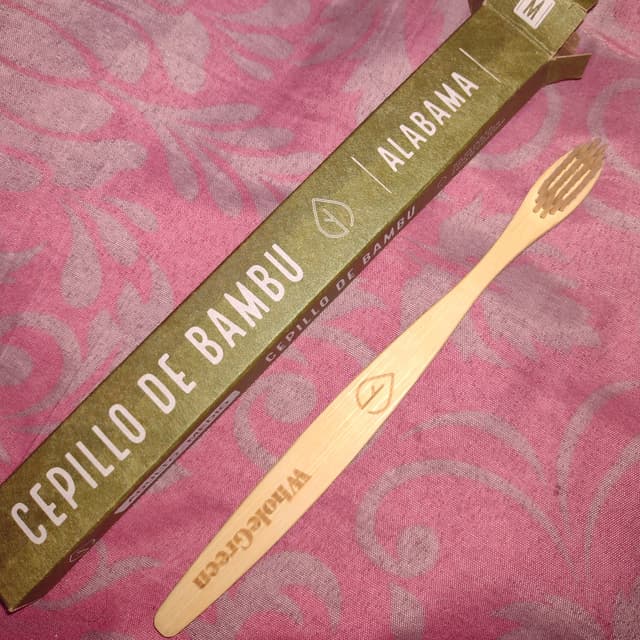 CEPILLO DE BAMBU
ALABAMA
M
CEPILLO DE BAMBU
WholeGreen